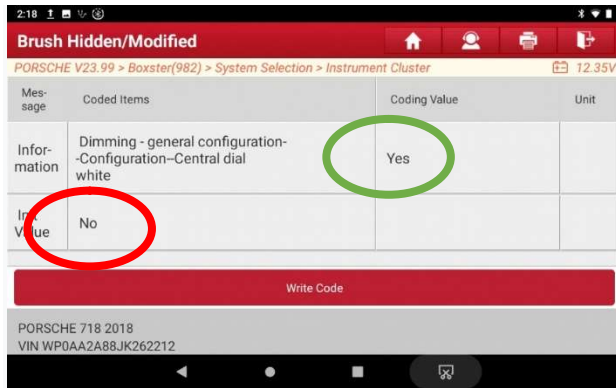 2:18
Brush Hidden/Modified
PORSCHE V23.99 > Boxster(982) > System Selection > Instrument Cluster 12.35V
Mes-
sage
Coded Items
Coding Value
Unit
Infor-
mation
Dimming - general configuration-
-Configuration--Central dial
white
Yes
Init
Value
No
Write Code
PORSCHE 718 2018
VIN WP0AA2A88JK262212